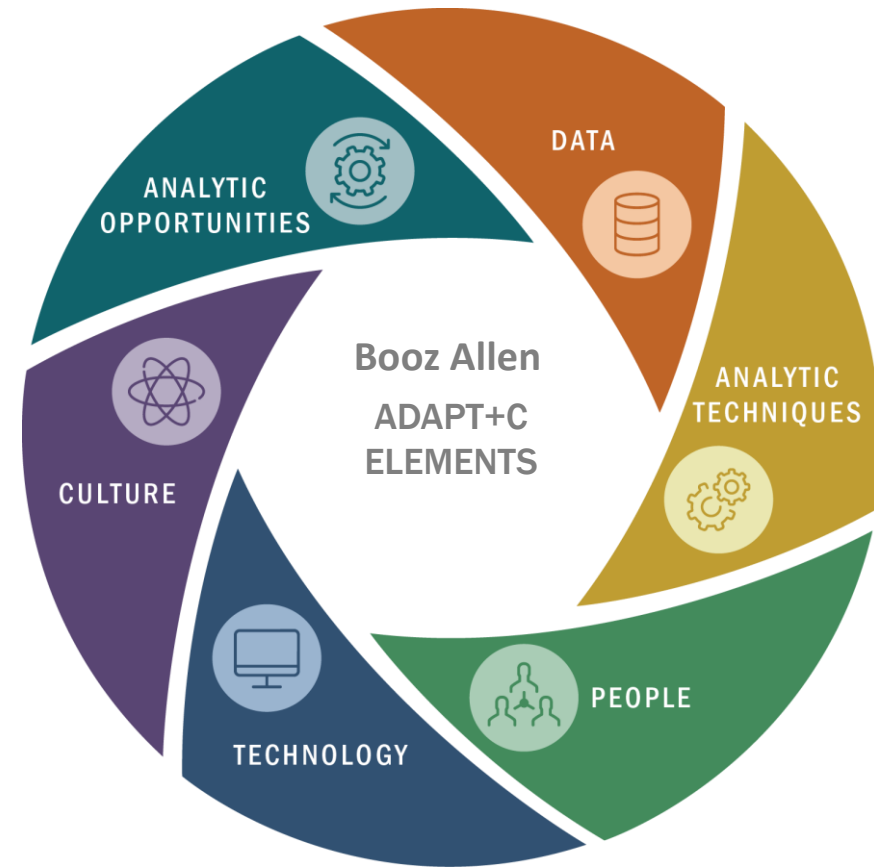 Booz Allen
ADAPT+C
ELEMENTS
ANALYTIC
OPPORTUNITIES
DATA
ANALYTIC
TECHNIQUES
PEOPLE
TECHNOLOGY
CULTURE